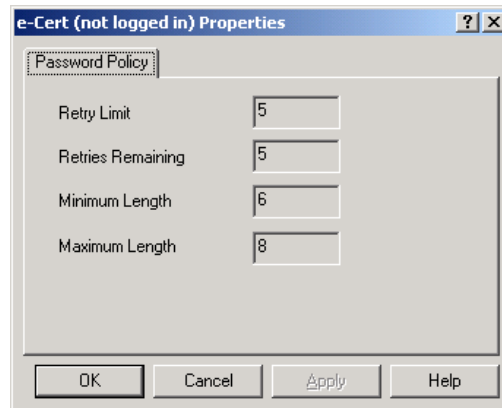 e-Cert (not logged in) Properties ? X
Password Policy
Retry Limit 5
Retries Remaining 5
Minimum Length 6
Maximum Length 8
OK Cancel Apply Help